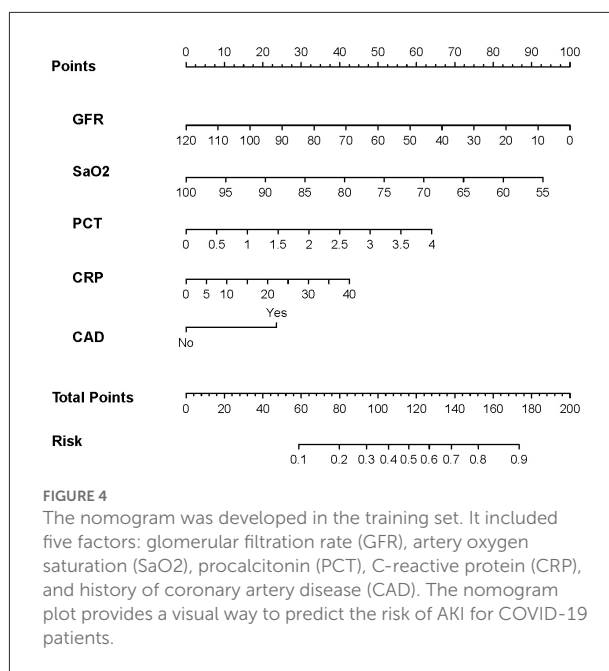 0 10 20 30 40 50 60 70 80 90 100
Points
GFR
120 110 100 90 80 70 60 50 40 30 20 10 0
SaO2
100 95 90 85 80 75 70 65 60 55
PCT
0 0.5 1 1.5 2 2.5 3 3.5 4
CRP
0 5 10 20 30 40
Yes
CAD
No
Total Points
0 20 40 60 80 100 120 140 160 180 200
Risk
0.1 0.2 0.3 0.4 0.5 0.6 0.7 0.8 0.9
FIGURE 4
The nomogram was developed in the training set. It included
five factors: glomerular filtration rate (GFR), artery oxygen
saturation (SaO2), procalcitonin (PCT), C-reactive protein (CRP),
and history of coronary artery disease (CAD). The nomogram
plot provides a visual way to predict the risk of AKI for COVID-19
patients.